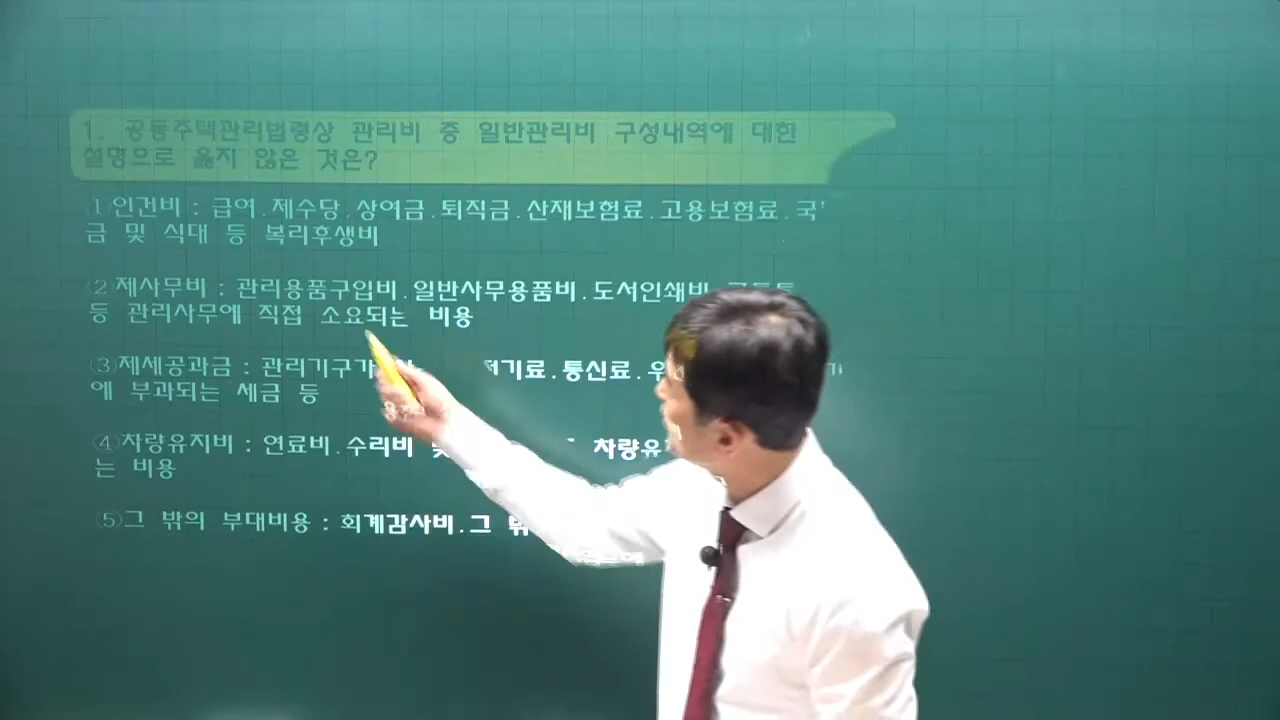 1. 공동주택관리법령상 관리비 중 일반관리비 구성내역에 대한
설명으로 옳지 않은 것은?
①인건비 : 급여.제수당.상여금.퇴직금.산재보험료.고용보험료.국
금 및 식대 등 복리후생비
②제사무비 : 관리용품구입비.일반사무용품비.도서인쇄비
등 관리사무에 직접 소요되는 비용
③제세공과금 : 관리기구가 전기료.통신료.우
에 부과되는 세금 등
④차량유지비 : 연료비.수리비 및 차량유
는 비용
⑤그 밖의 부대비용 : 회계감사비.그 밖